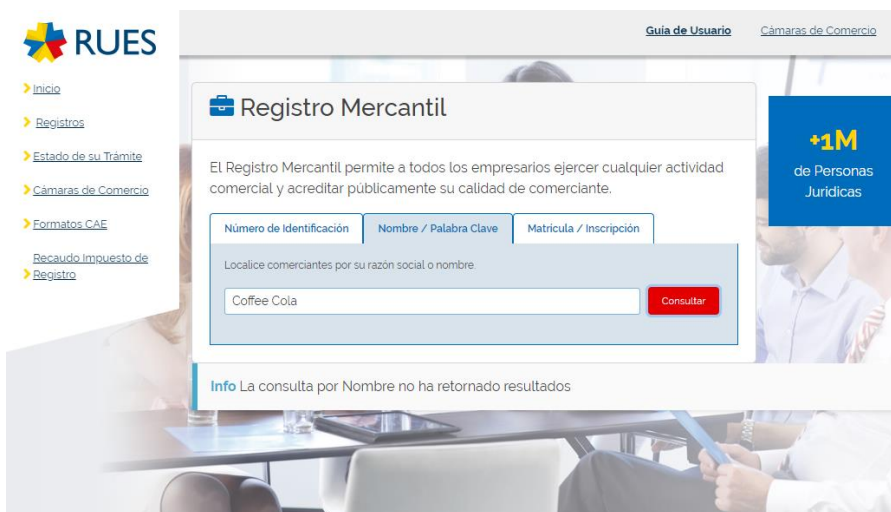 RUES
Guía de Usuario
Cámaras de Comercio
Inicio
Registros
Estado de su Trámite
Cámaras de Comercio
Formatos CAE
Recaudo Impuesto de
Registro
Registro Mercantil
El Registro Mercantil permite a todos los empresarios ejercer cualquier actividad
comercial y acreditar públicamente su calidad de comerciante.
Número de Identificación
Nombre / Palabra Clave
Matricula / Inscripción
Localice comerciantes por su razón social o nombre
Coffee Cola
Consultar
Info La consulta por Nombre no ha retornado resultados
+1M
de Personas
Juridicas